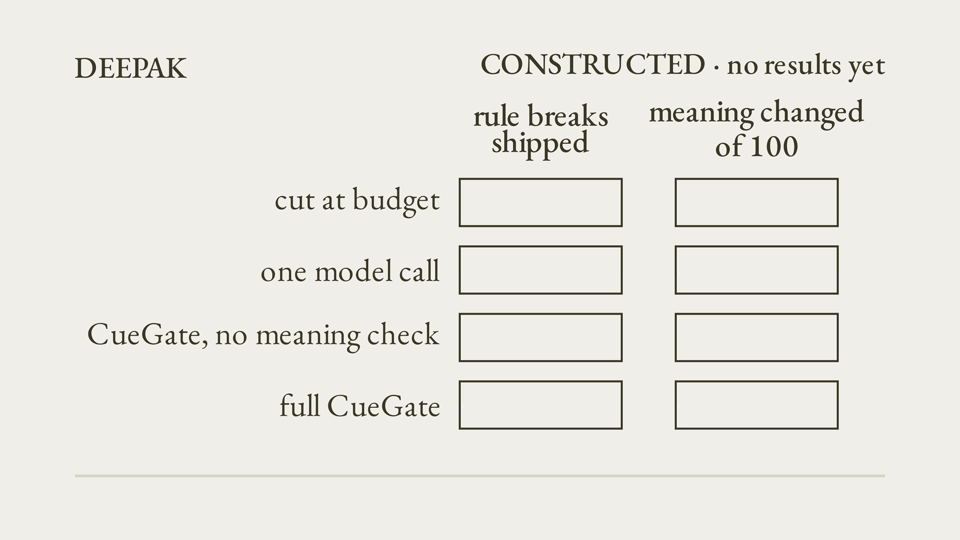 DEEPAK
CONSTRUCTED · no results yet
rule breaks
shipped
meaning changed
of 100
cut at budget
one model call
CueGate, no meaning check
full CueGate